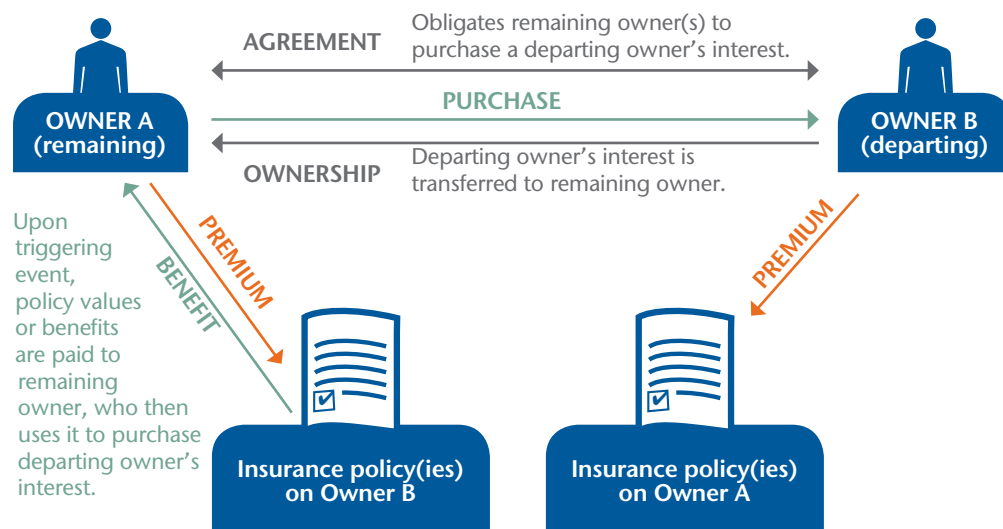 AGREEMENT
Obligates remaining owner(s) to
purchase a departing owner’s interest.
OWNER A
(remaining)
PURCHASE
OWNER B
(departing)
OWNERSHIP
Departing owner’s interest is
transferred to remaining owner.
Upon
triggering
event,
policy values
or benefits
are paid to
remaining
owner, who then
uses it to purchase
departing owner’s
interest.
PREMIUM
BENEFIT
PREMIUM
Insurance policy(ies)
on Owner B
Insurance policy(ies)
on Owner A